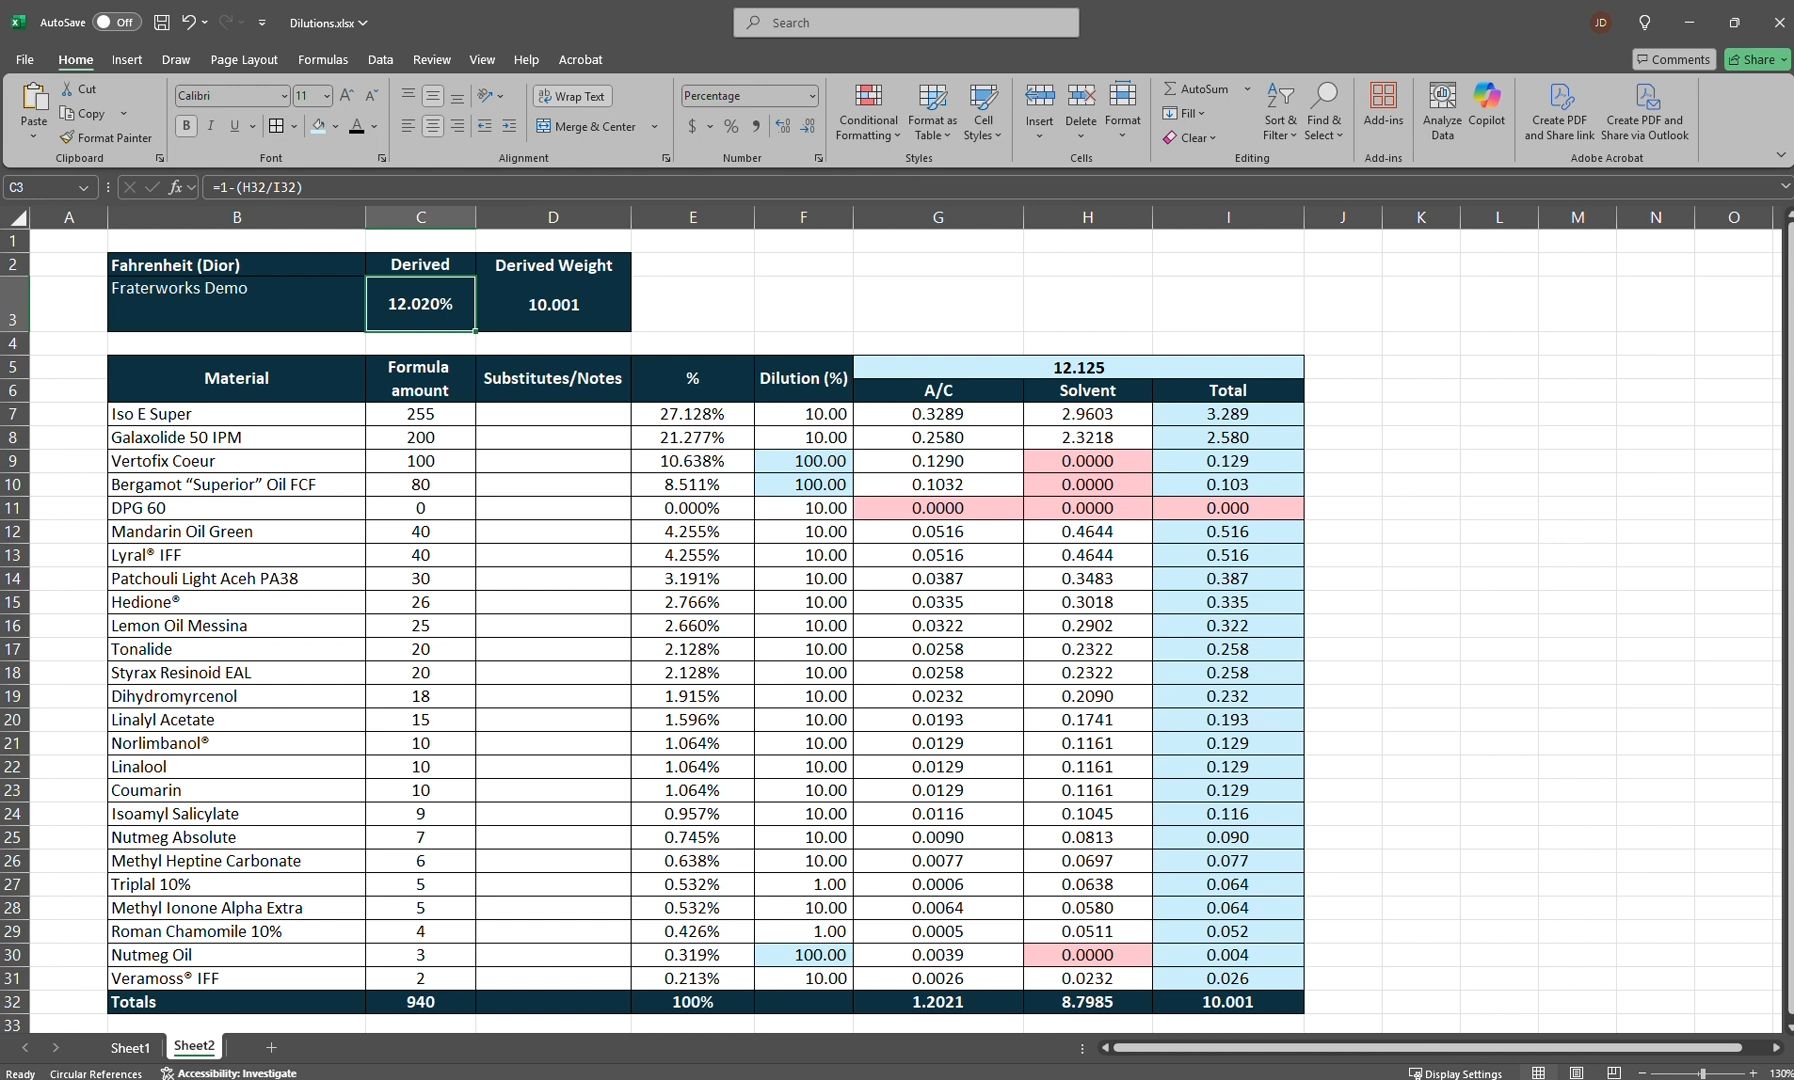 AutoSave Off Dilutions.xlsx Search JD
File Home Insert Draw Page Layout Formulas Data Review View Help Acrobat Comments Share
Paste Cut Copy Format Painter
Clipboard
Calibri 11
B I U A
Font
Wrap Text
Merge & Center
Alignment
Percentage
$ % 9
Number
Conditional Formatting Format as Table Cell Styles
Styles
Insert Delete Format
Cells
AutoSum Fill Clear Sort & Filter Find & Select
Editing
Add-ins
Add-ins
Analyze Data Copilot
Create PDF and Share link Create PDF and Share via Outlook
Adobe Acrobat
C3 fx =1-(H32/I32)
A B C D E F G H I J K L M N O
1
2 Fahrenheit (Dior) Derived Derived Weight
3 Fraterworks Demo 12.020% 10.001
4
5 Material Formula amount Substitutes/Notes % Dilution (%) 12.125
6 A/C Solvent Total
7 Iso E Super 255 27.128% 10.00 0.3289 2.9603 3.289
8 Galaxolide 50 IPM 200 21.277% 10.00 0.2580 2.3218 2.580
9 Vertofix Coeur 100 10.638% 100.00 0.1290 0.0000 0.129
10 Bergamot “Superior” Oil FCF 80 8.511% 100.00 0.1032 0.0000 0.103
11 DPG 60 0 0.000% 10.00 0.0000 0.0000 0.000
12 Mandarin Oil Green 40 4.255% 10.00 0.0516 0.4644 0.516
13 Lyral® IFF 40 4.255% 10.00 0.0516 0.4644 0.516
14 Patchouli Light Aceh PA38 30 3.191% 10.00 0.0387 0.3483 0.387
15 Hedione® 26 2.766% 10.00 0.0335 0.3018 0.335
16 Lemon Oil Messina 25 2.660% 10.00 0.0322 0.2902 0.322
17 Tonalide 20 2.128% 10.00 0.0258 0.2322 0.258
18 Styrax Resinoid EAL 20 2.128% 10.00 0.0258 0.2322 0.258
19 Dihydromyrcenol 18 1.915% 10.00 0.0232 0.2090 0.232
20 Linalyl Acetate 15 1.596% 10.00 0.0193 0.1741 0.193
21 Norlimbanol® 10 1.064% 10.00 0.0129 0.1161 0.129
22 Linalool 10 1.064% 10.00 0.0129 0.1161 0.129
23 Coumarin 10 1.064% 10.00 0.0129 0.1161 0.129
24 Isoamyl Salicylate 9 0.957% 10.00 0.0116 0.1045 0.116
25 Nutmeg Absolute 7 0.745% 10.00 0.0090 0.0813 0.090
26 Methyl Heptine Carbonate 6 0.638% 10.00 0.0077 0.0697 0.077
27 Triplal 10% 5 0.532% 1.00 0.0006 0.0638 0.064
28 Methyl Ionone Alpha Extra 5 0.532% 10.00 0.0064 0.0580 0.064
29 Roman Chamomile 10% 4 0.426% 1.00 0.0005 0.0511 0.052
30 Nutmeg Oil 3 0.319% 100.00 0.0039 0.0000 0.004
31 Veramoss® IFF 2 0.213% 10.00 0.0026 0.0232 0.026
32 Totals 940 100% 1.2021 8.7985 10.001
33
Sheet1 Sheet2
Ready Circular References Accessibility: Investigate Display Settings 130%